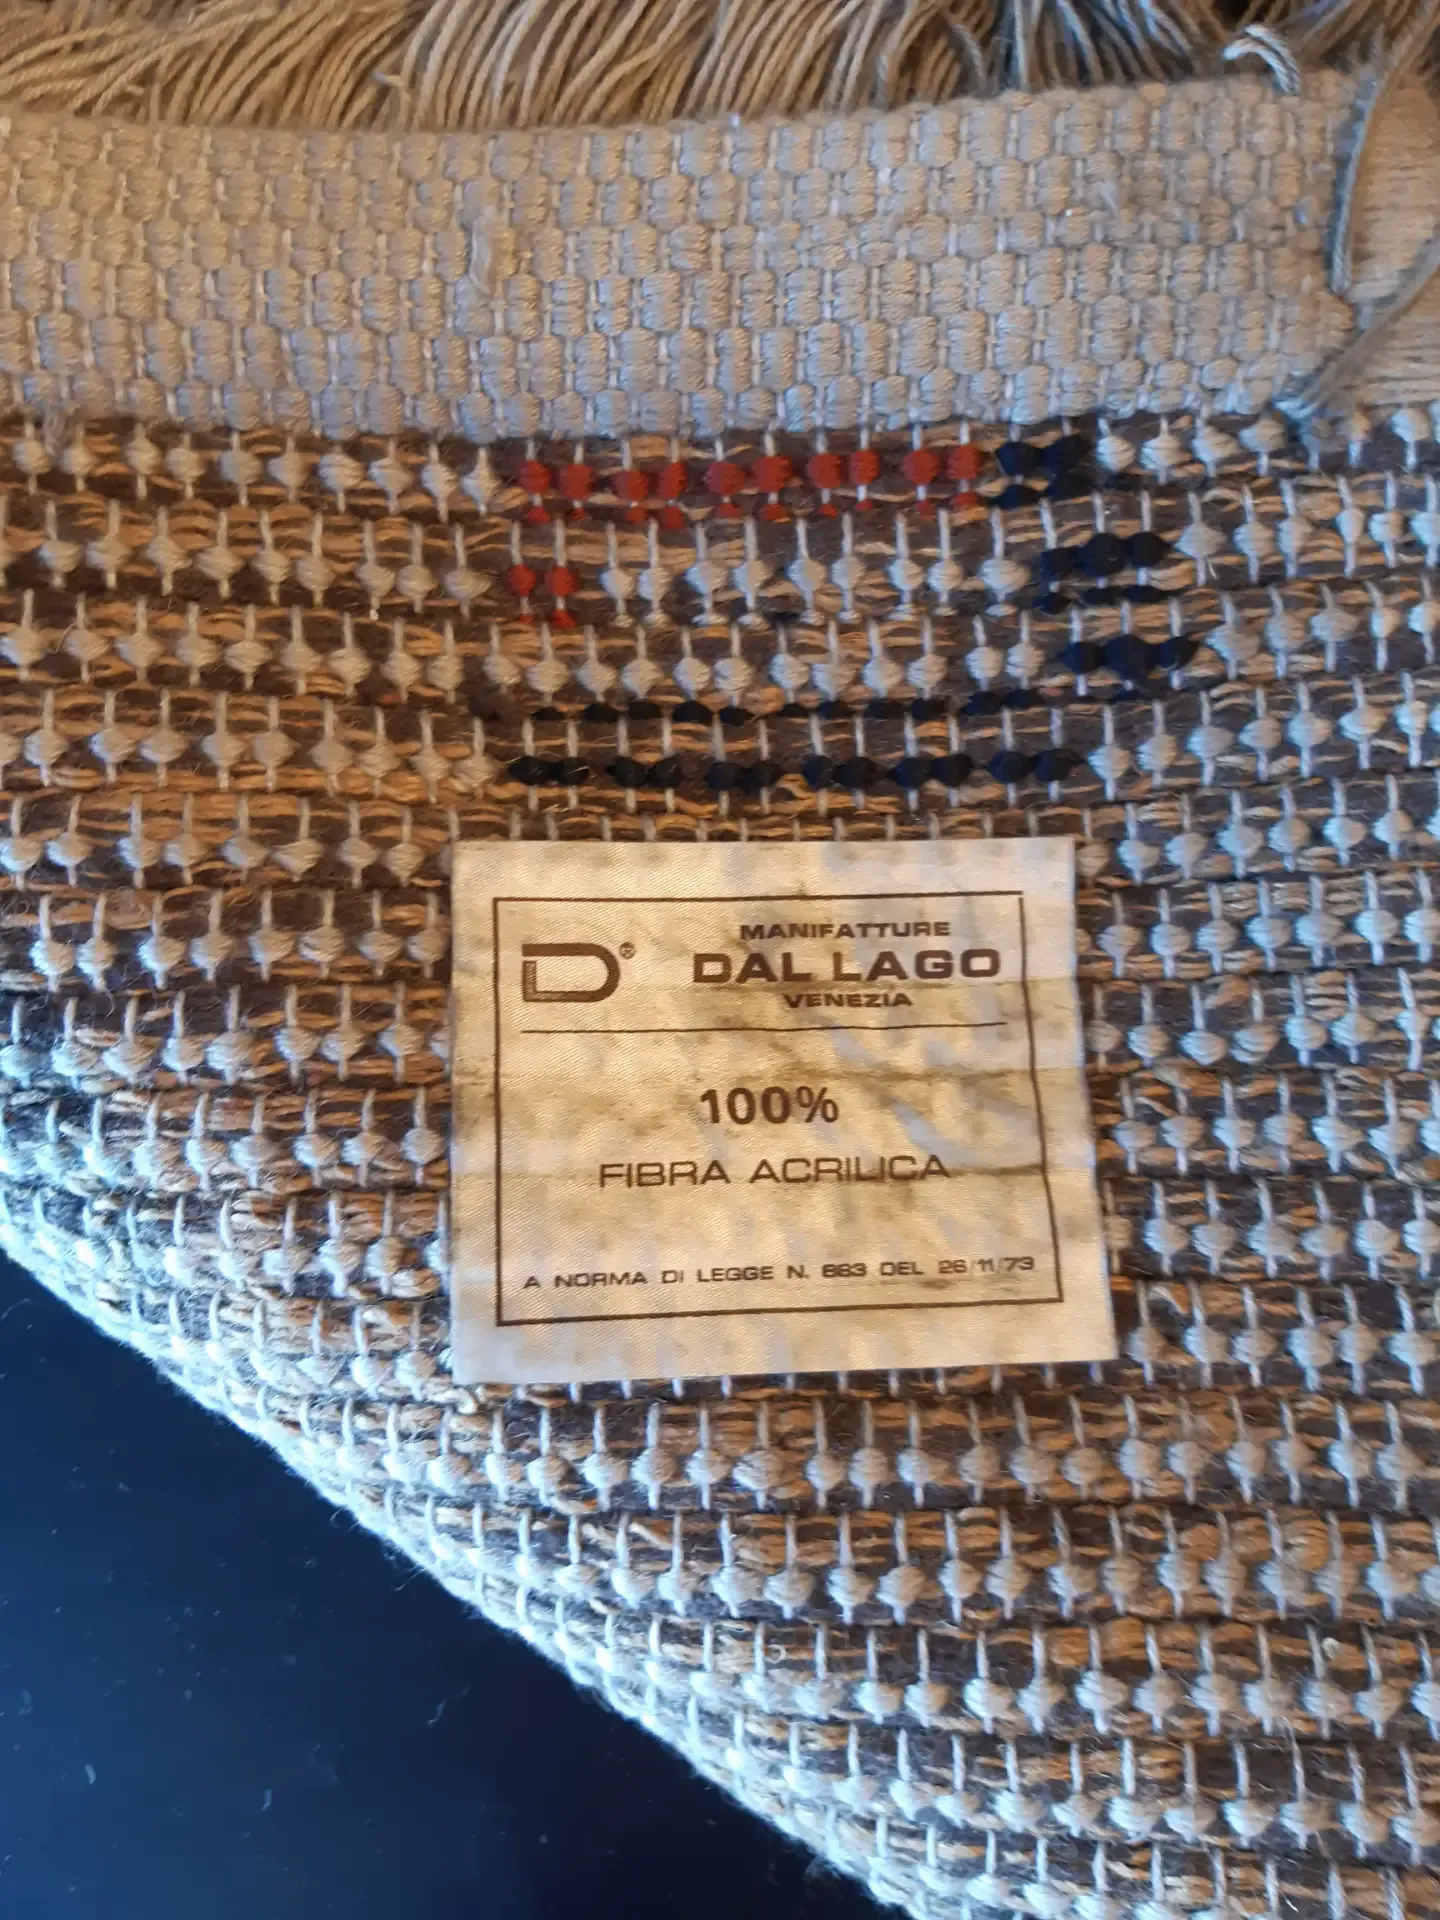 MANIFATTURE
D® DAL LAGO
VENEZIA
100%
FIBRA ACRILICA
A NORMA DI LEGGE N. 883 DEL 26/11/73